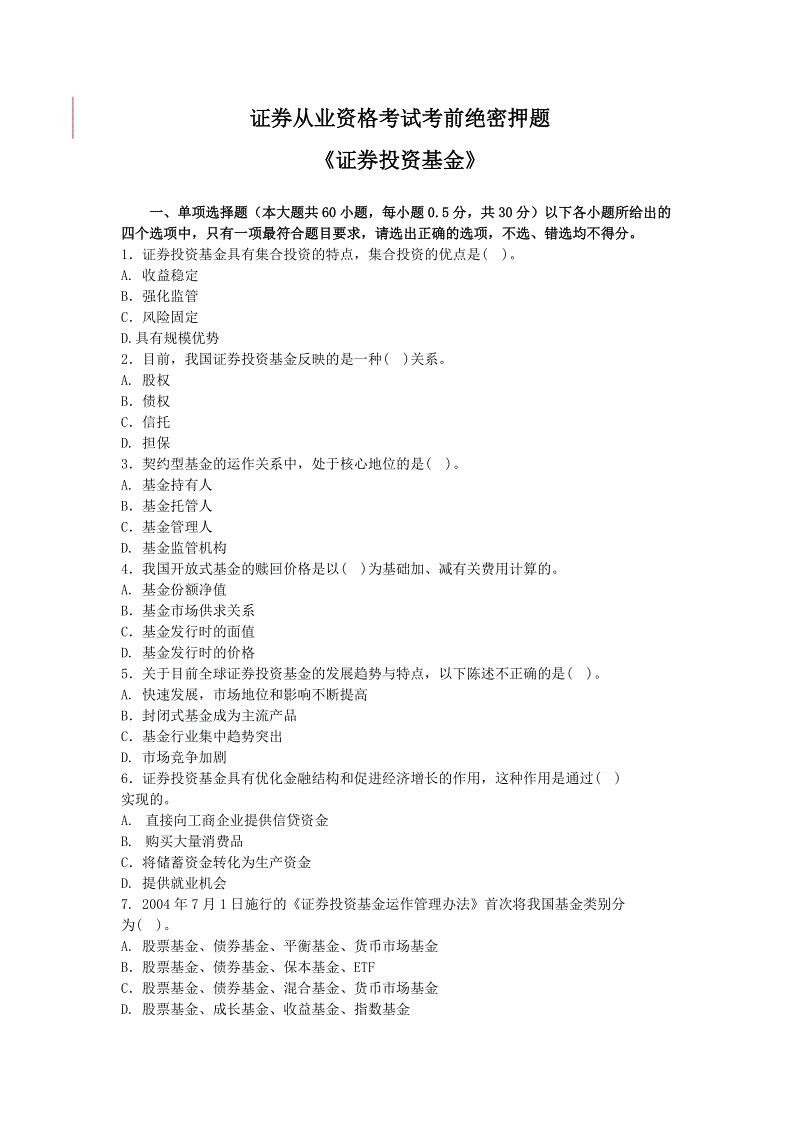 证券从业资格考试考前绝密押题
《证券投资基金》
一、单项选择题（本大题共 60 小题，每小题 0.5 分，共 30 分）以下各小题所给出的
四个选项中，只有一项最符合题目要求，请选出正确的选项，不选、错选均不得分。
1．证券投资基金具有集合投资的特点，集合投资的优点是( )。
A. 收益稳定
B．强化监管
C．风险固定
D.具有规模优势
2．目前，我国证券投资基金反映的是一种( )关系。
A. 股权
B．债权
C．信托
D. 担保
3．契约型基金的运作关系中，处于核心地位的是( )。
A. 基金持有人
B．基金托管人
C．基金管理人
D. 基金监管机构
4．我国开放式基金的赎回价格是以( )为基础加、减有关费用计算的。
A. 基金份额净值
B．基金市场供求关系
C．基金发行时的面值
D. 基金发行时的价格
5．关于目前全球证券投资基金的发展趋势与特点，以下陈述不正确的是( )。
A. 快速发展，市场地位和影响不断提高
B．封闭式基金成为主流产品
C．基金行业集中趋势突出
D. 市场竞争加剧
6．证券投资基金具有优化金融结构和促进经济增长的作用，这种作用是通过( )
实现的。
A. 直接向工商企业提供信贷资金
B. 购买大量消费品
C．将储蓄资金转化为生产资金
D. 提供就业机会
7. 2004 年 7 月 1 日施行的《证券投资基金运作管理办法》首次将我国基金类别分
为( )。
A. 股票基金、债券基金、平衡基金、货币市场基金
B．股票基金、债券基金、保本基金、ETF
C．股票基金、债券基金、混合基金、货币市场基金
D. 股票基金、成长基金、收益基金、指数基金